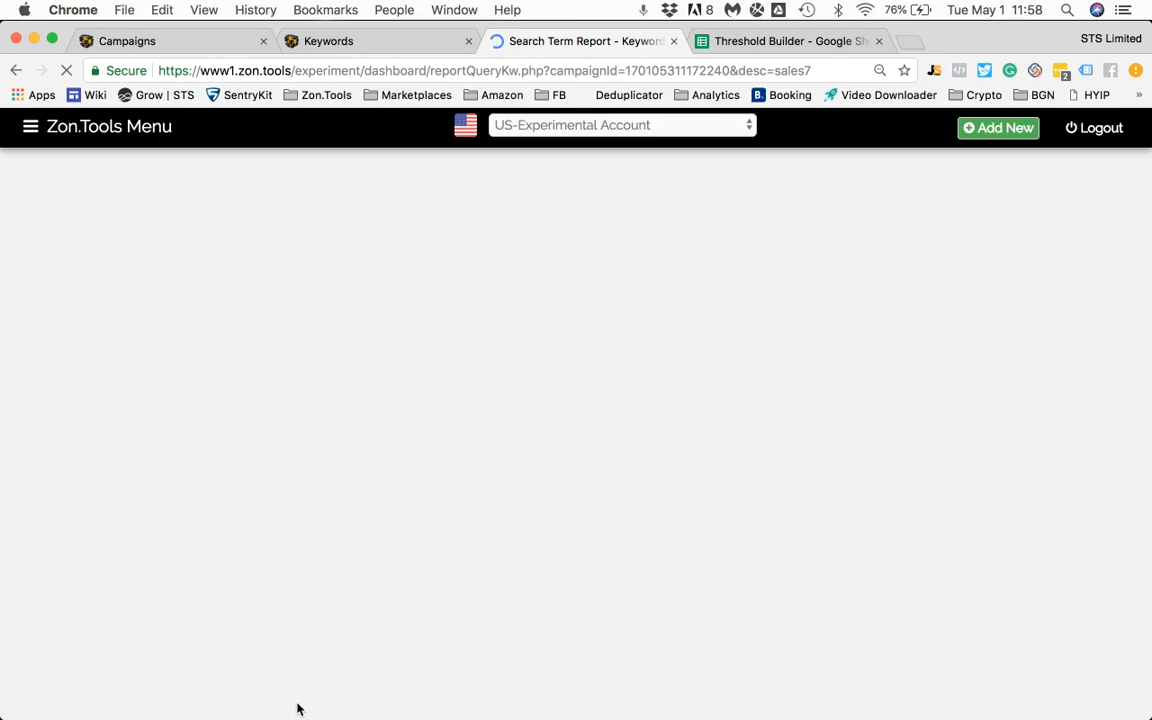 Chrome File Edit View History Bookmarks People Window Help 8 76% Tue May 1 11:58
Campaigns Keywords Search Term Report - Keyword Threshold Builder - Google She STS Limited
Secure https://www1.zon.tools/experiment/dashboard/reportQueryKw.php?campaignId=170105311172240&desc=sales7 2
Apps Wiki Grow | STS SentryKit Zon.Tools Marketplaces Amazon FB Deduplicator Analytics B. Booking Video Downloader Crypto BGN HYIP »
Zon.Tools Menu US-Experimental Account Add New Logout